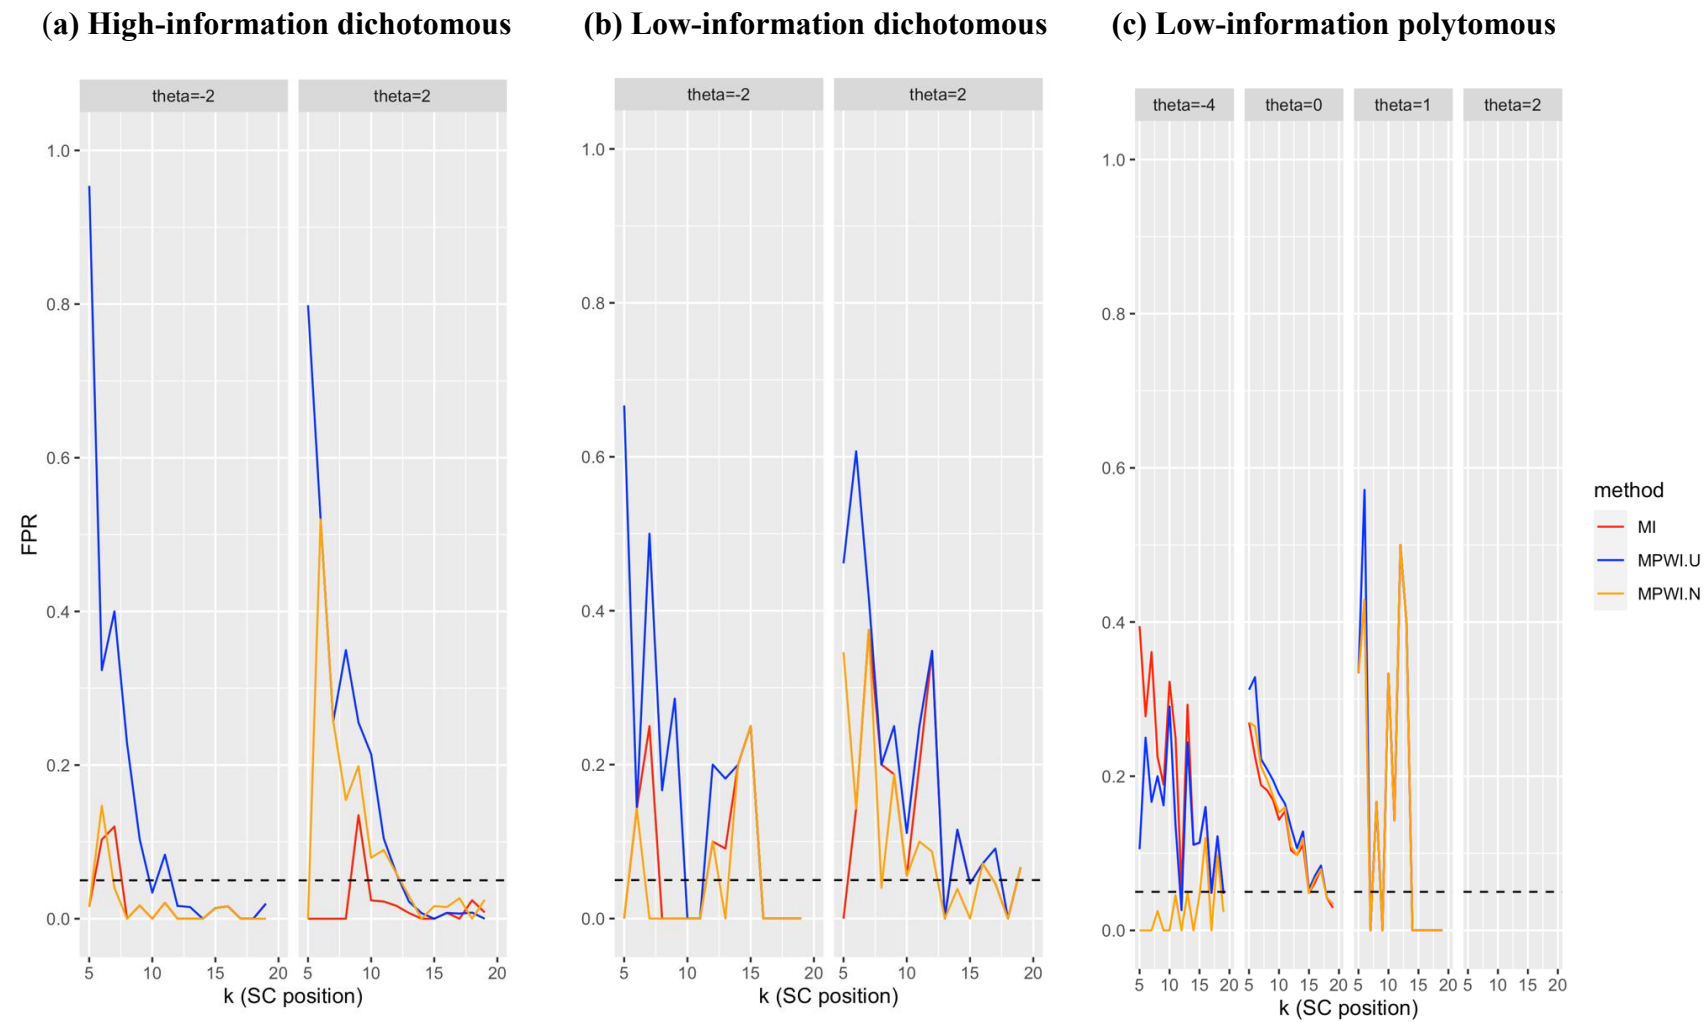 (a) High-information dichotomous
(b) Low-information dichotomous
(c) Low-information polytomous
theta=-2
theta=2
theta=-2
theta=2
theta=-4
theta=0
theta=1
theta=2
FPR
1.0
0.8
0.6
0.4
0.2
0.0
5 10 15 20
5 10 15 20
k (SC position)
1.0
0.8
0.6
0.4
0.2
0.0
5 10 15 20
5 10 15 20
k (SC position)
1.0
0.8
0.6
0.4
0.2
0.0
5 10 15 20
5 10 15 20
5 10 15 20
5 10 15 20
k (SC position)
method
MI
MPWI.U
MPWI.N